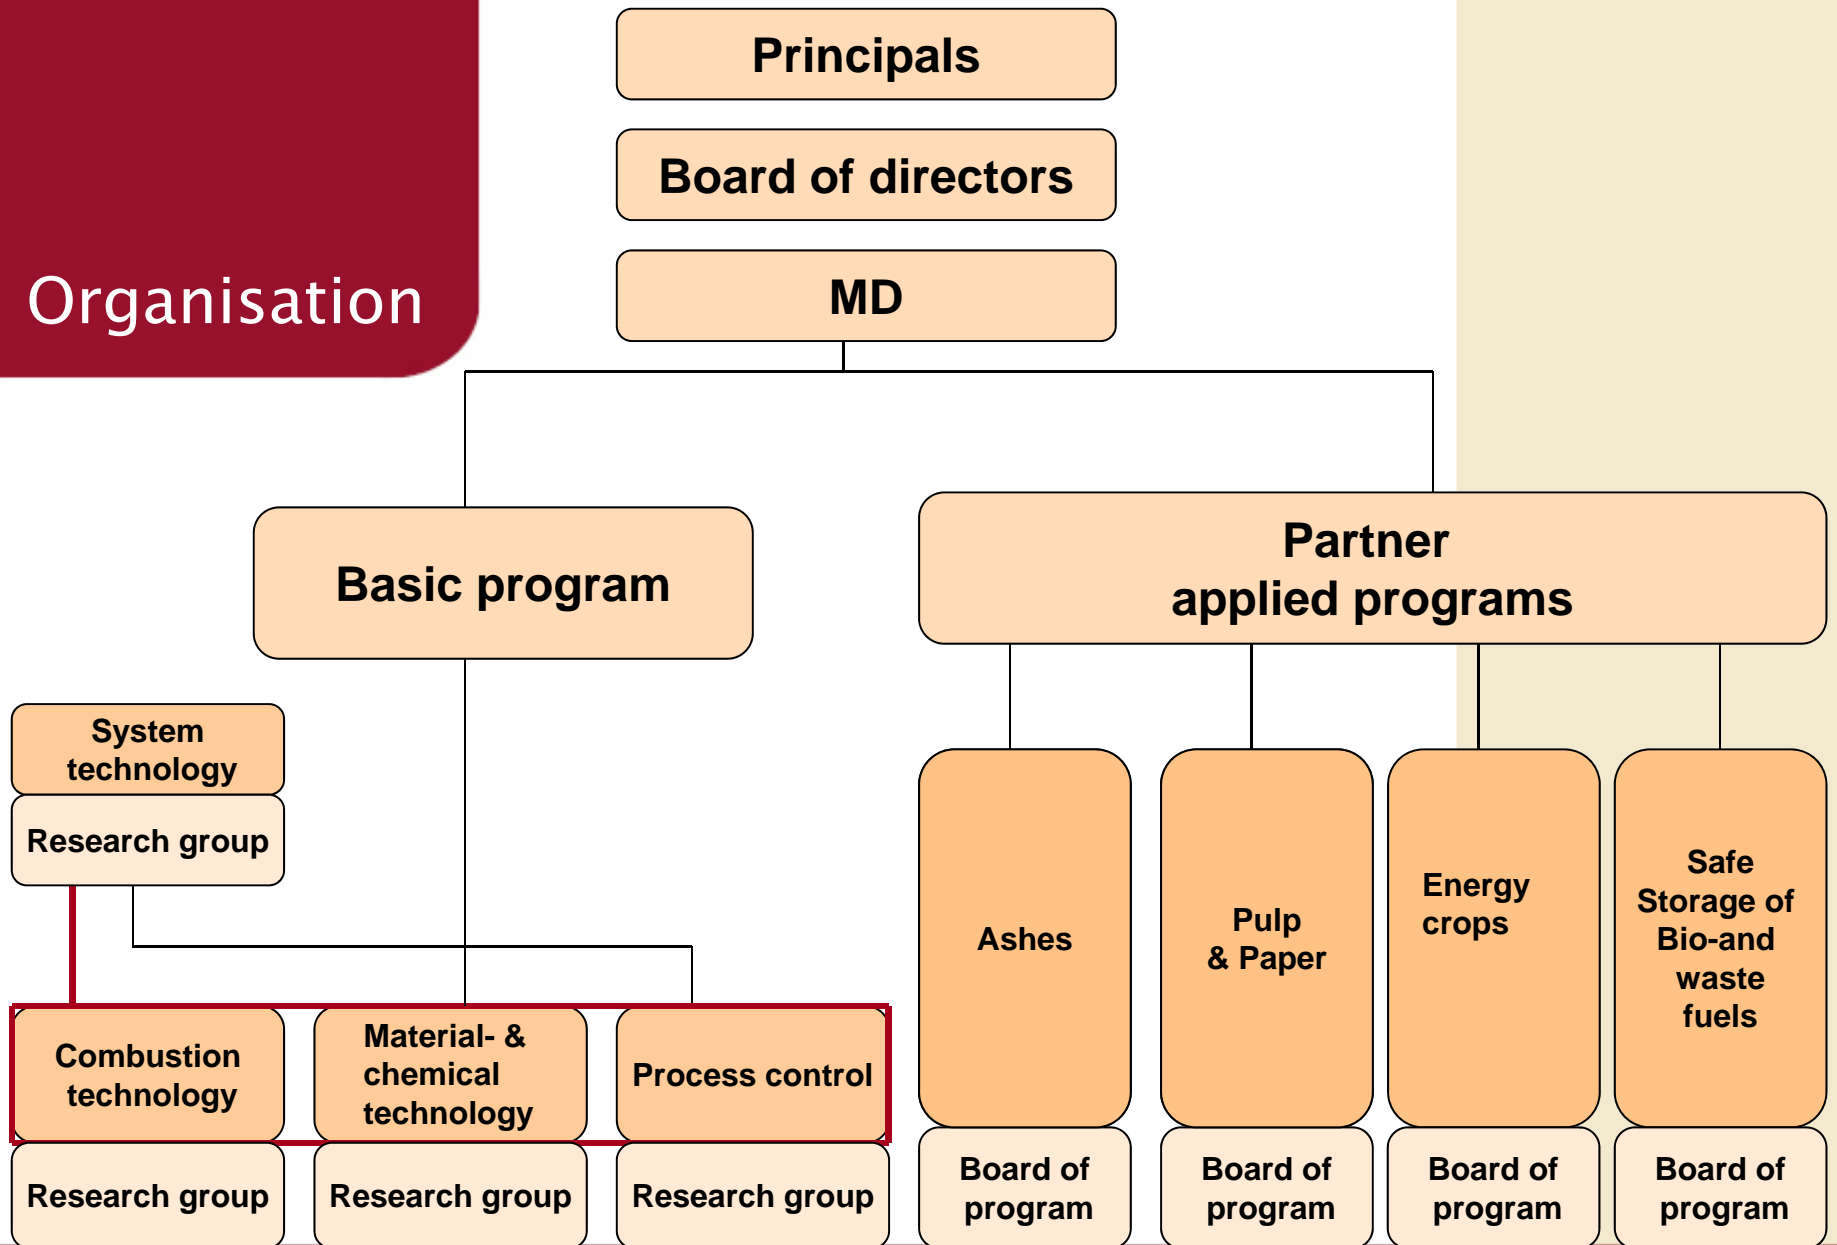 Organisation
Principals
Board of directors
MD
Basic program
Partner
applied programs
System
technology
Research group
Combustion
technology
Research group
Material- &
chemical
technology
Research group
Process control
Research group
Ashes
Board of
program
Pulp
& Paper
Board of
program
Energy
crops
Board of
program
Safe
Storage of
Bio-and
waste
fuels
Board of
program